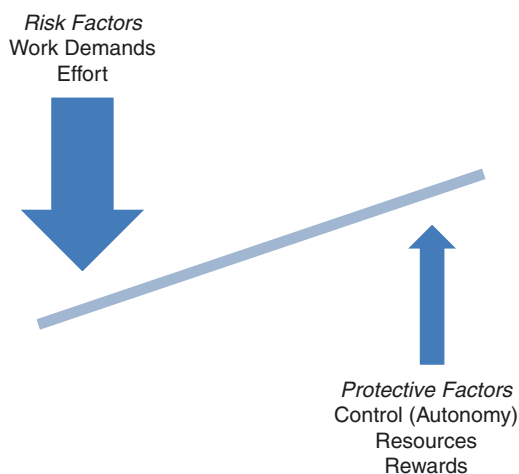 Risk Factors
Work Demands
Effort
Protective Factors
Control (Autonomy)
Resources
Rewards